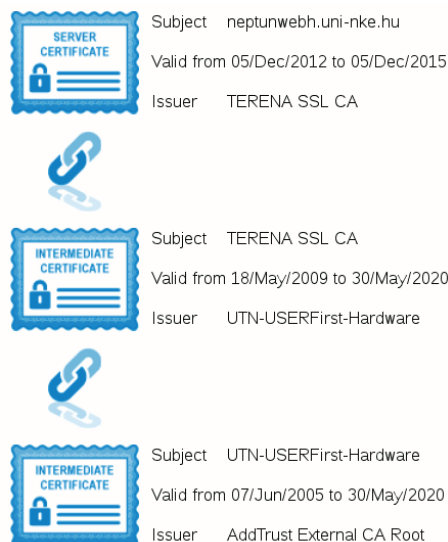 SERVER
CERTIFICATE
Subject neptunwebh.uni-nke.hu
Valid from 05/Dec/2012 to 05/Dec/2015
Issuer TERENA SSL CA
INTERMEDIATE
CERTIFICATE
Subject TERENA SSL CA
Valid from 18/May/2009 to 30/May/2020
Issuer UTN-USERFirst-Hardware
INTERMEDIATE
CERTIFICATE
Subject UTN-USERFirst-Hardware
Valid from 07/Jun/2005 to 30/May/2020
Issuer AddTrust External CA Root